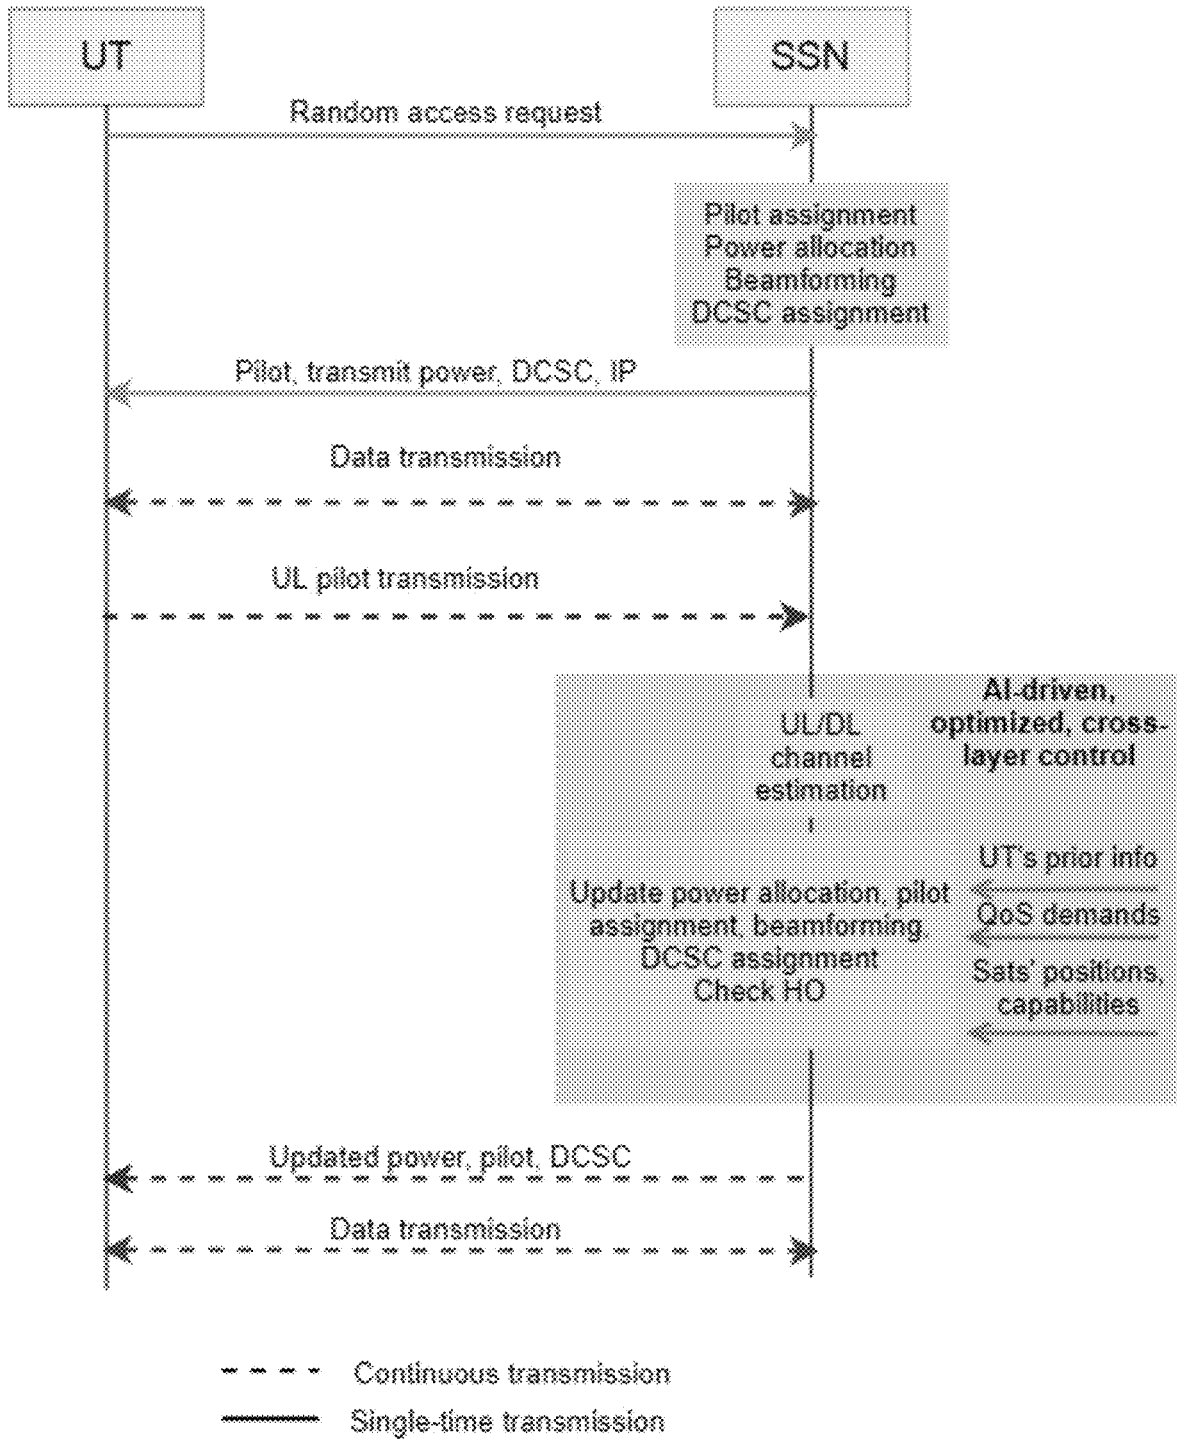 UT
SSN
Random access request
Pilot assignment
Power allocation
Beamforming
DCSC assignment
Pilot, transmit power, DCSC, IP
Data transmission
UL pilot transmission
AI-driven,
optimized, cross-
layer control
UL/DL
channel
estimation
UT's prior info
Update power allocation, pilot
assignment, beamforming,
DCSC assignment
Check HO
QoS demands
Sats' positions,
capabilities
Updated power, pilot, DCSC
Data transmission
Continuous transmission
Single-time transmission